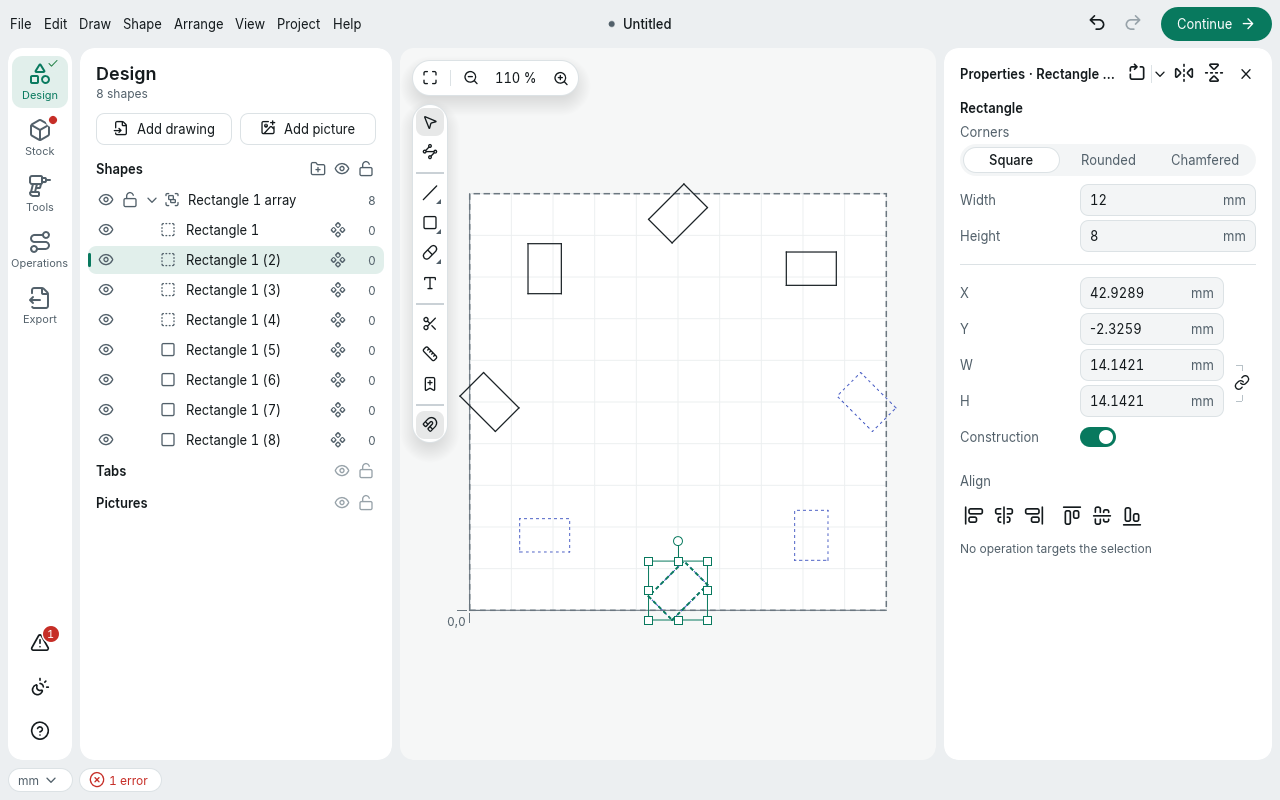 File Edit Draw Shape Arrange View Project Help
Untitled
Continue
Design
Stock
Tools
Operations
Export
1
Design
8 shapes
Add drawing
Add picture
Shapes
Rectangle 1 array 8
Rectangle 1 0
Rectangle 1 (2) 0
Rectangle 1 (3) 0
Rectangle 1 (4) 0
Rectangle 1 (5) 0
Rectangle 1 (6) 0
Rectangle 1 (7) 0
Rectangle 1 (8) 0
Tabs
Pictures
110 %
0,0
Properties · Rectangle ...
Rectangle
Corners
Square Rounded Chamfered
Width 12 mm
Height 8 mm
X 42.9289 mm
Y -2.3259 mm
W 14.1421 mm
H 14.1421 mm
Construction
Align
No operation targets the selection
mm
1 error